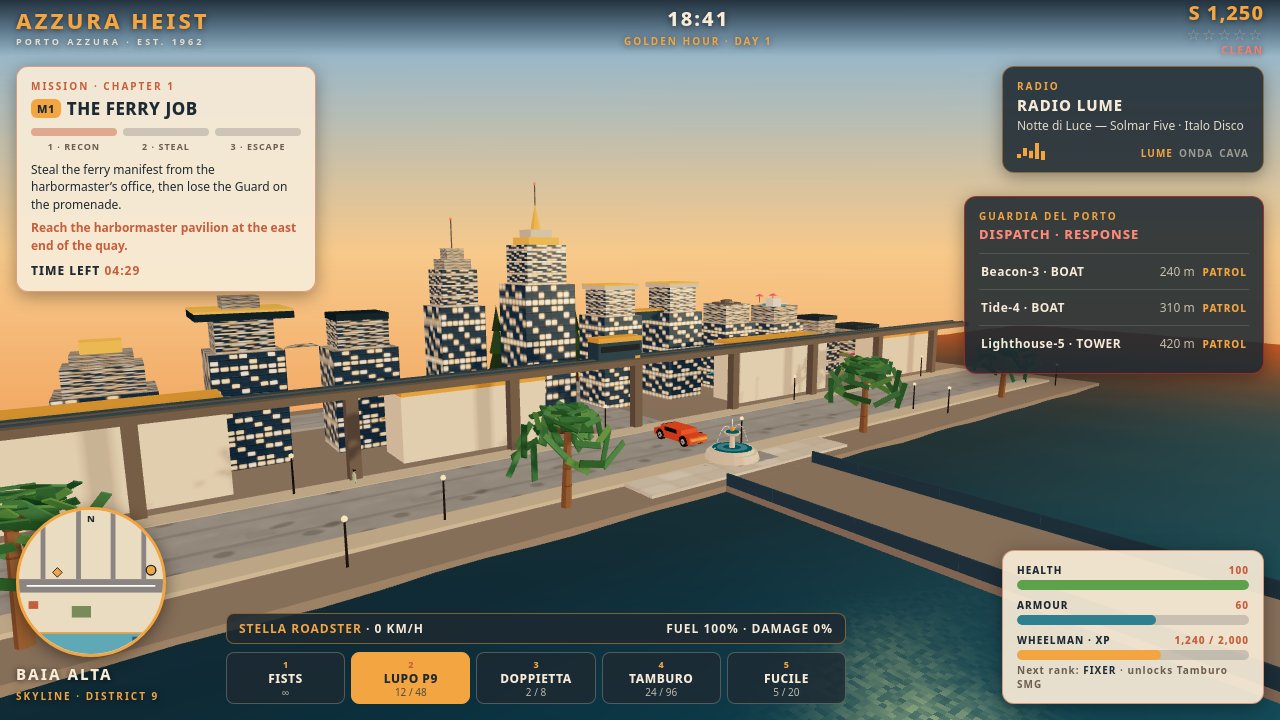 AZZURA HEIST
PORTO AZZURA · EST. 1962
18:41
GOLDEN HOUR · DAY 1
S 1,250
☆☆☆☆☆
CLEAN
MISSION · CHAPTER 1
M1 THE FERRY JOB
1 · RECON 2 · STEAL 3 · ESCAPE
Steal the ferry manifest from the
harbormaster's office, then lose the Guard on
the promenade.
Reach the harbormaster pavilion at the east
end of the quay.
TIME LEFT 04:29
RADIO
RADIO LUME
Notte di Luce — Solmar Five · Italo Disco
LUME ONDA CAVA
GUARDIA DEL PORTO
DISPATCH · RESPONSE
Beacon-3 · BOAT 240 m PATROL
Tide-4 · BOAT 310 m PATROL
Lighthouse-5 · TOWER 420 m PATROL
N
BAIA ALTA
SKYLINE · DISTRICT 9
STELLA ROADSTER · 0 KM/H FUEL 100% · DAMAGE 0%
1
FISTS
∞
2
LUPO P9
12 / 48
3
DOPPIETTA
2 / 8
4
TAMBURO
24 / 96
5
FUCILE
5 / 20
HEALTH 100
ARMOUR 60
WHEELMAN · XP 1,240 / 2,000
Next rank: FIXER · unlocks Tamburo
SMG